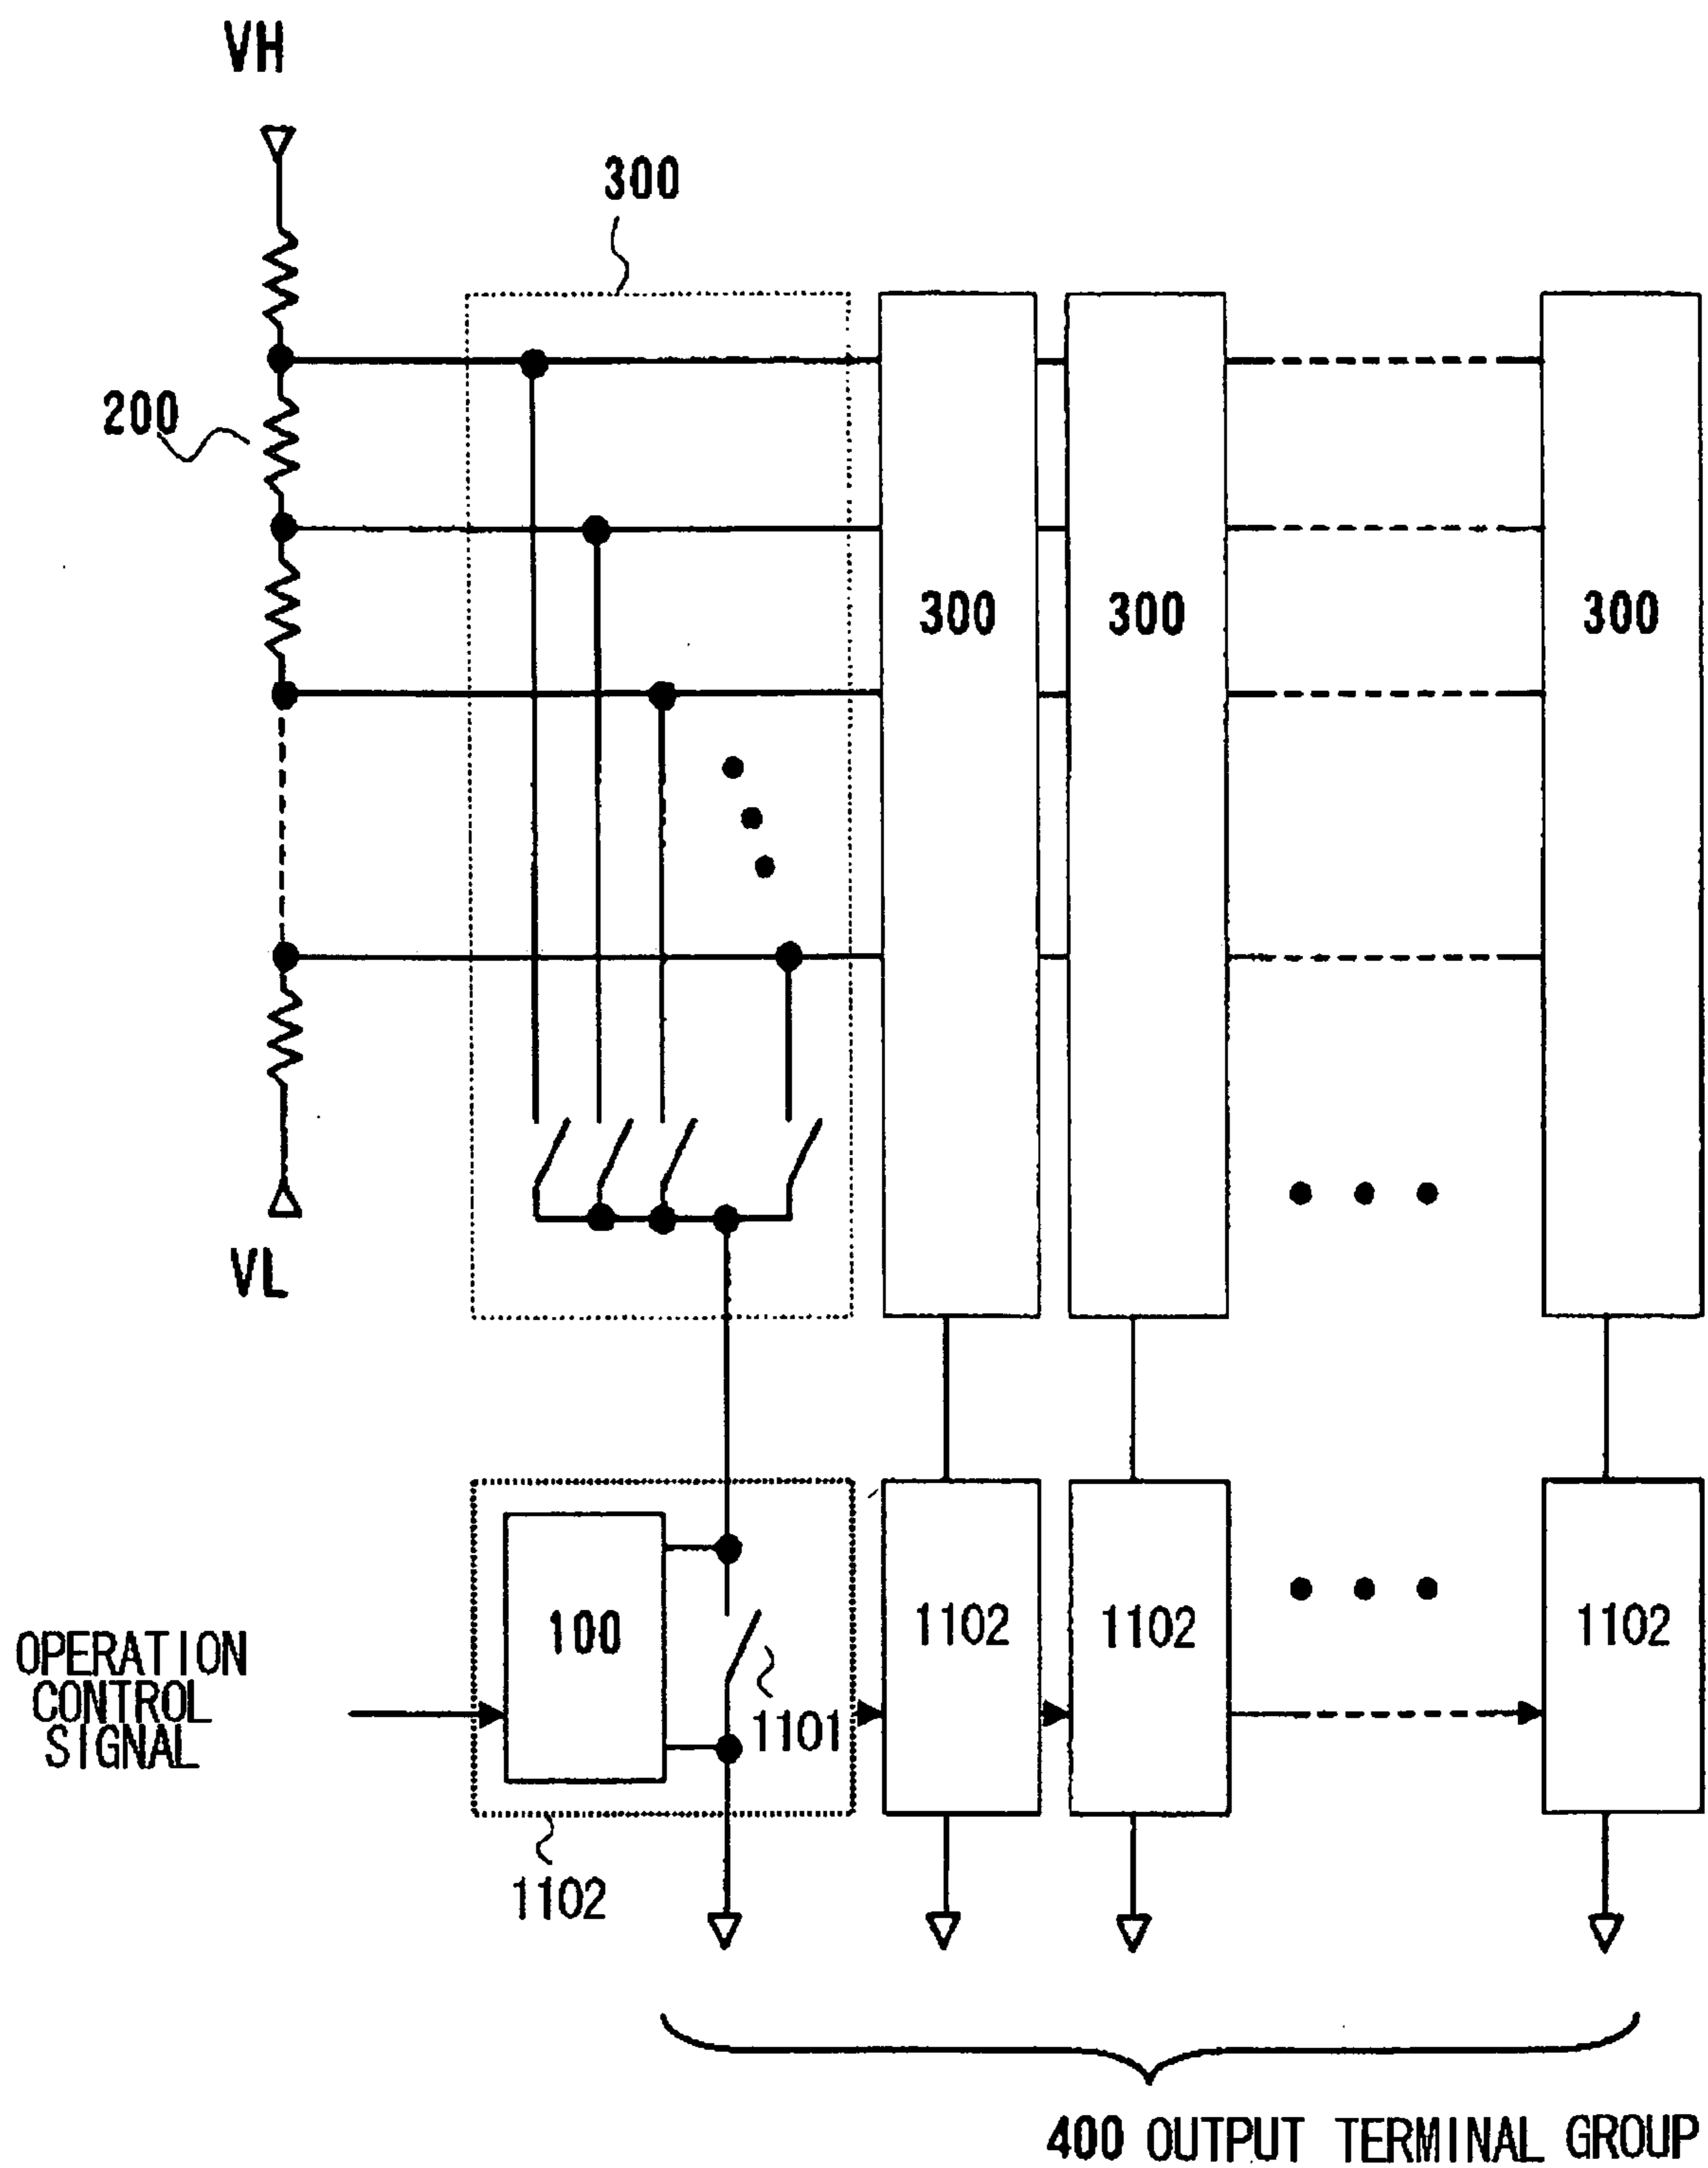 VH
300
200
300
300
300
VL
100
1102
1102
1102
OPERATION
CONTROL
SIGNAL
1101
1102
400 OUTPUT TERMINAL GROUP